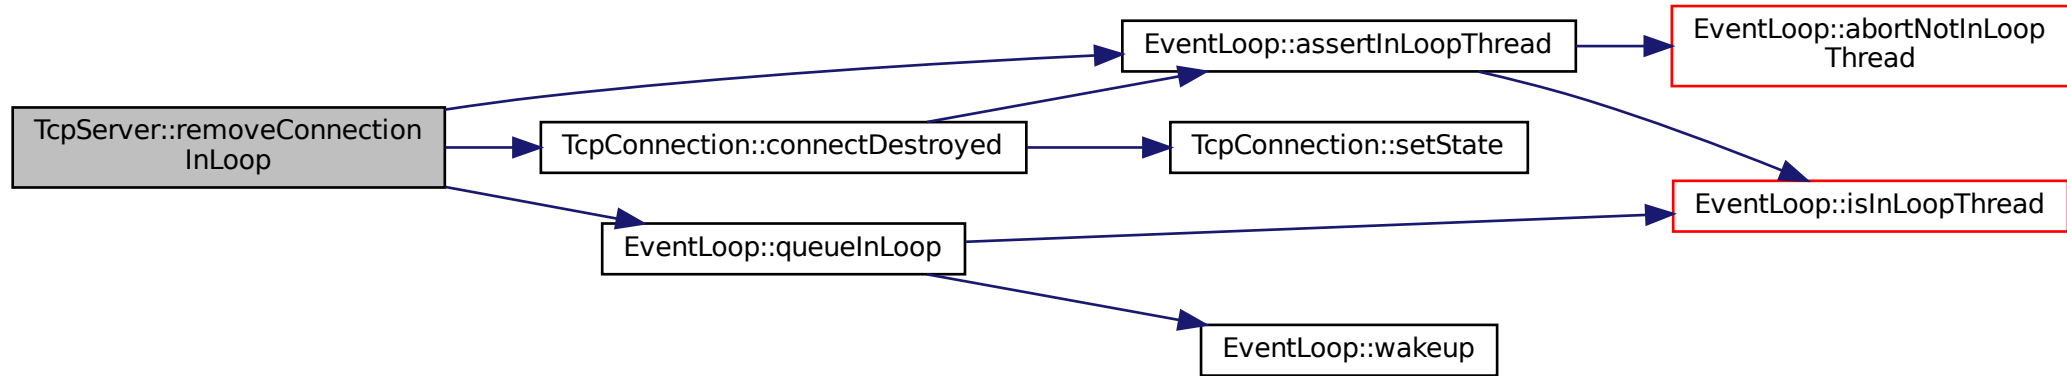 TcpServer::removeConnection
InLoop
EventLoop::assertInLoopThread
EventLoop::abortNotInLoop
Thread
TcpConnection::connectDestroyed
TcpConnection::setState
EventLoop::isInLoopThread
EventLoop::queueInLoop
EventLoop::wakeup